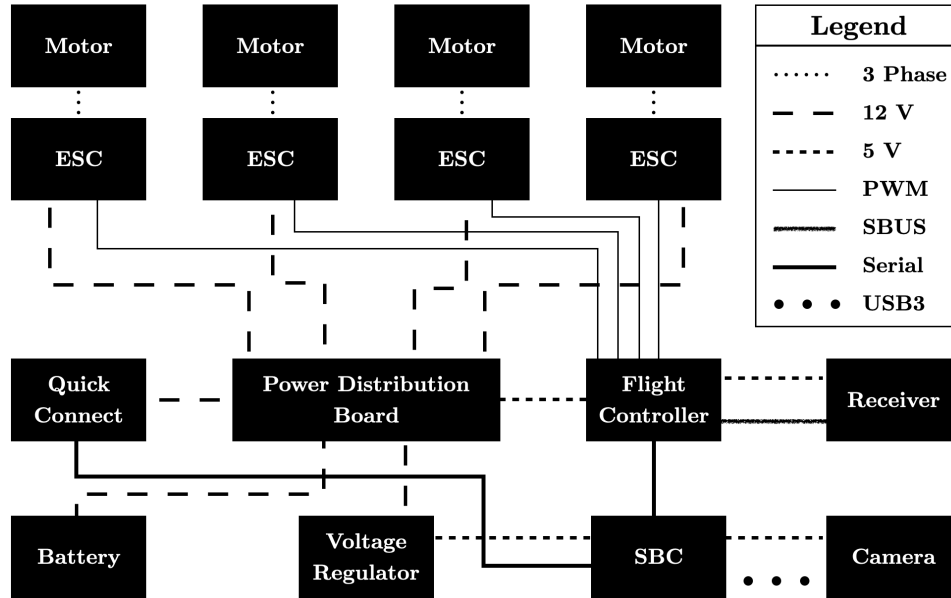 Motor
Motor
Motor
Motor
ESC
ESC
ESC
ESC
Legend
3 Phase
12 V
5 V
PWM
SBUS
Serial
USB3
Quick
Connect
Power Distribution
Board
Flight
Controller
Receiver
Battery
Voltage
Regulator
SBC
Camera